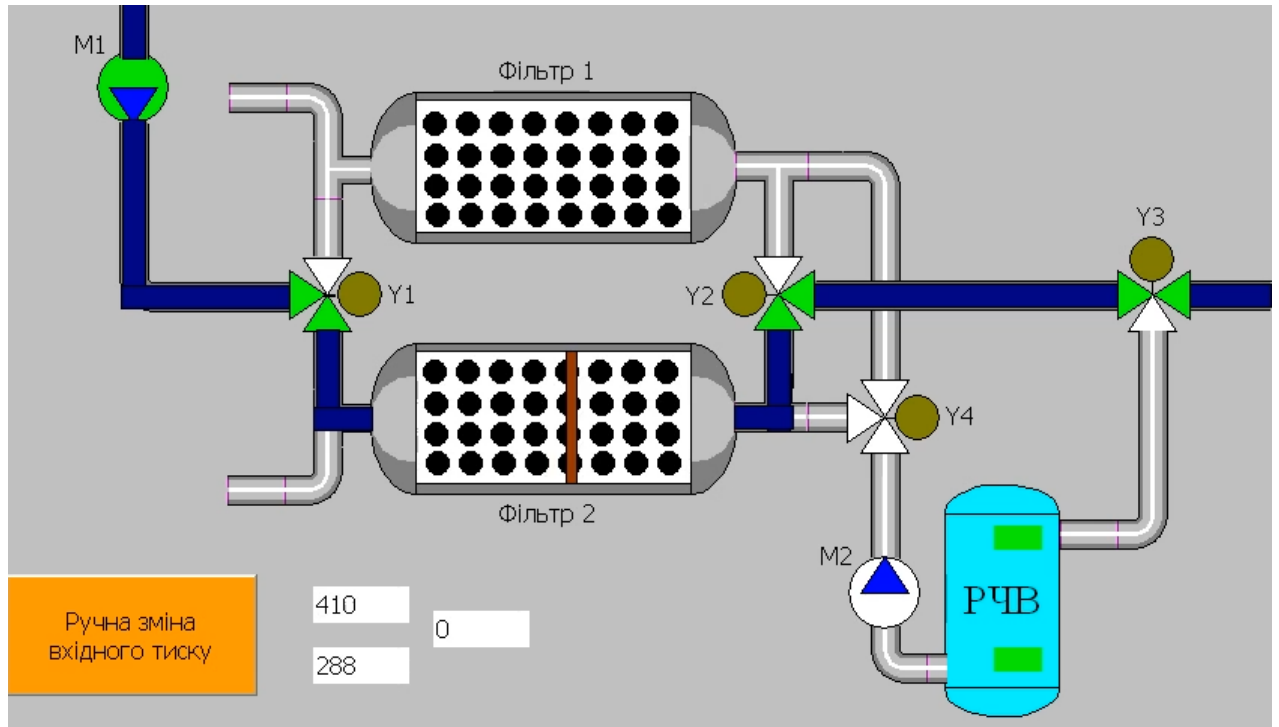 M1
Фільтр 1
Y3
Y1
Y2
Y4
Фільтр 2
M2
РЧВ
Ручна зміна
вхідного тиску
410
0
288